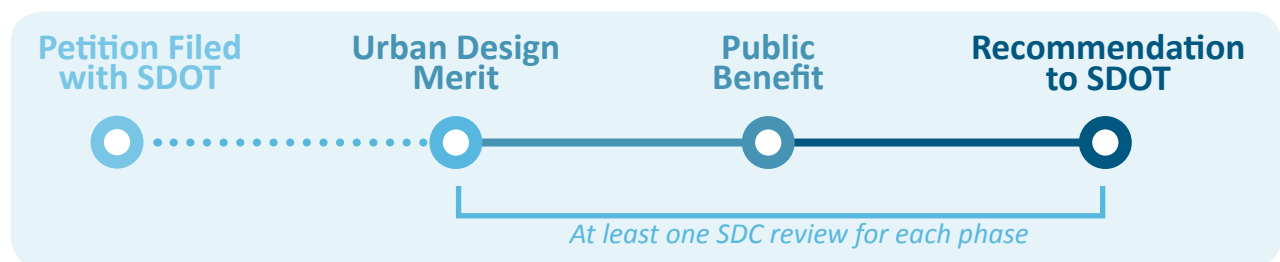 Petition Filed
with SDOT
Urban Design
Merit
Public
Benefit
Recommendation
to SDOT
At least one SDC review for each phase